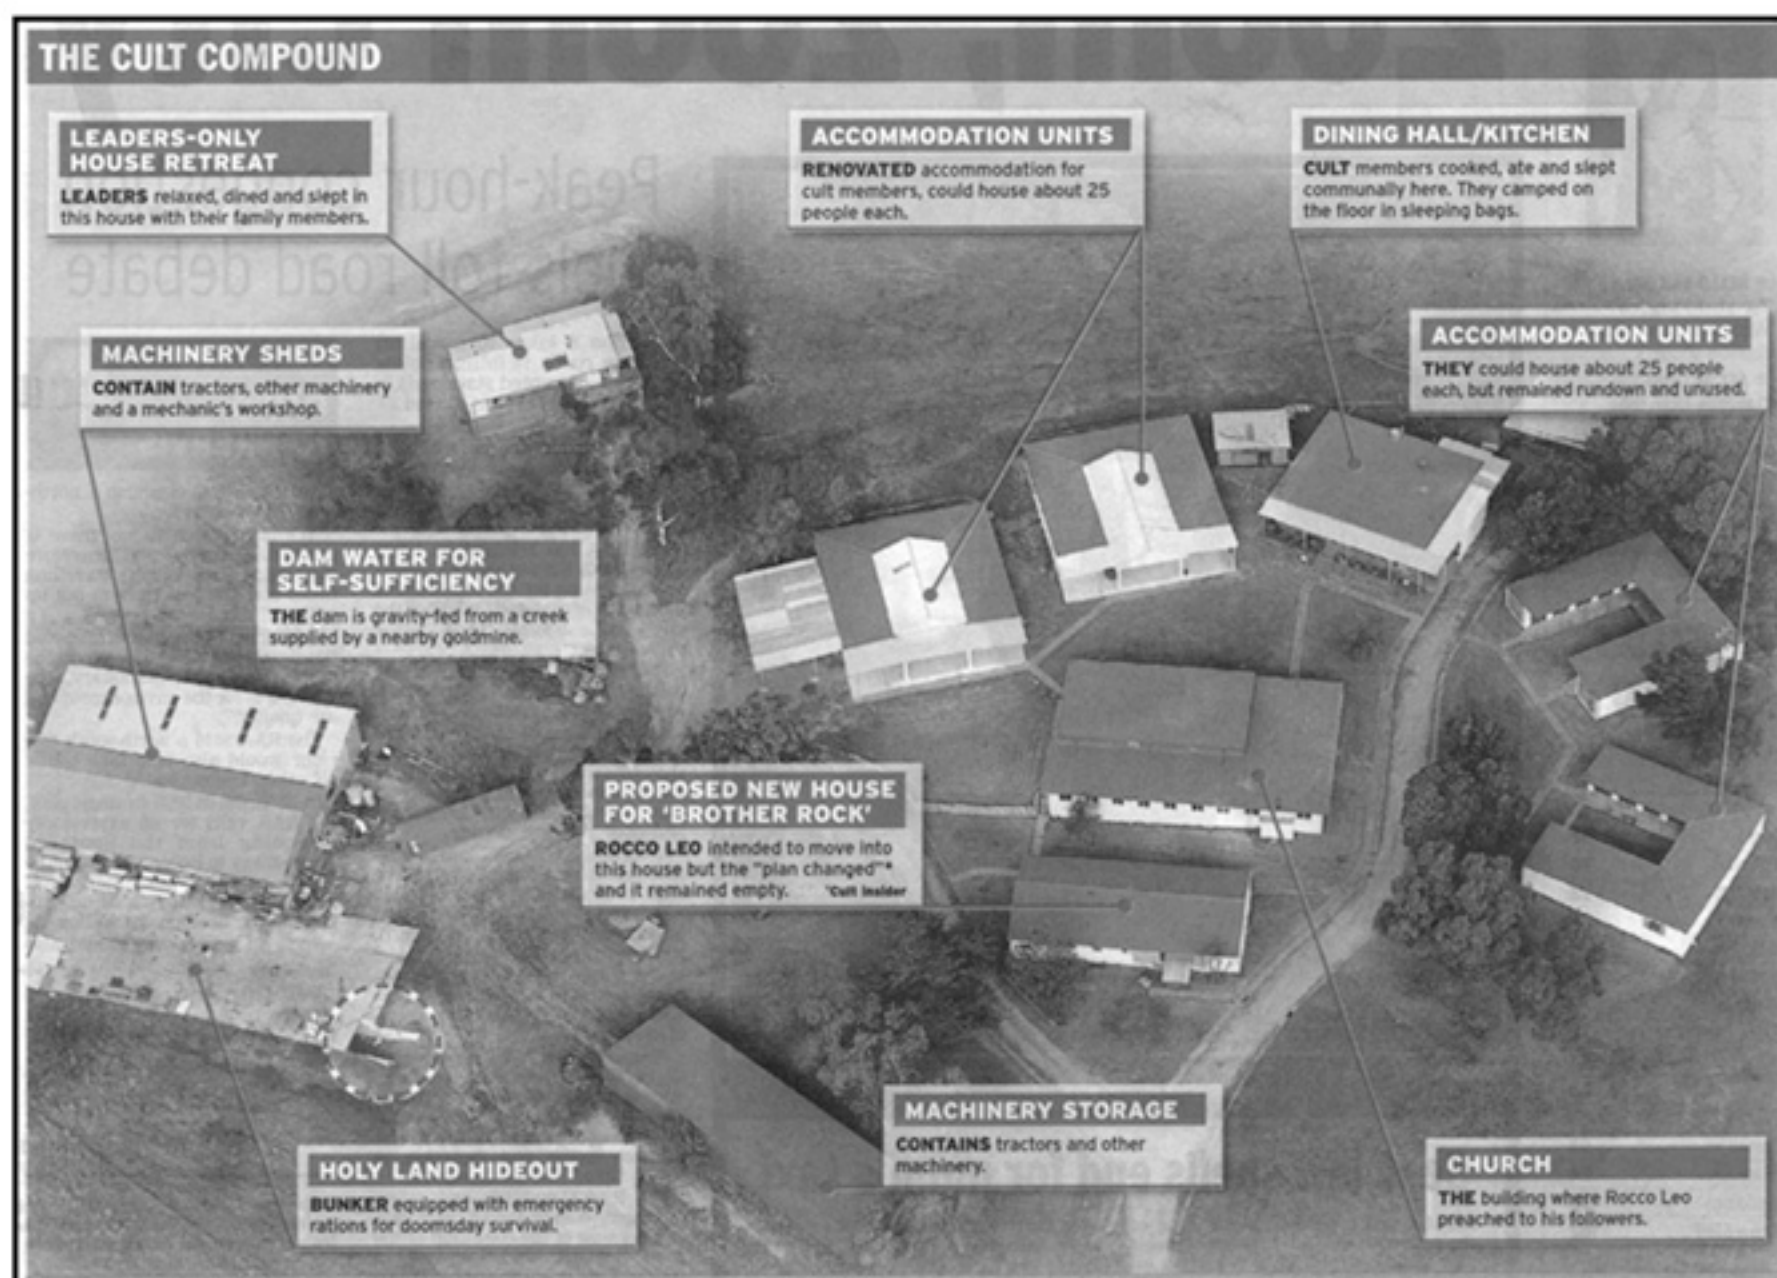 THE CULT COMPOUND
LEADERS-ONLY
HOUSE RETREAT
LEADERS relaxed, dined and slept in
this house with their family members.
ACCOMMODATION UNITS
RENOVATED accommodation for
cult members, could house about 25
people each.
DINING HALL/KITCHEN
CULT members cooked, ate and slept
communally here. They camped on
the floor in sleeping bags.
MACHINERY SHEDS
CONTAIN tractors, other machinery
and a mechanic's workshop.
ACCOMMODATION UNITS
THEY could house about 25 people
each, but remained rundown and unused.
DAM WATER FOR
SELF-SUFFICIENCY
THE dam is gravity-fed from a creek
supplied by a nearby goldmine.
PROPOSED NEW HOUSE
FOR 'BROTHER ROCK'
ROCCO LEO intended to move into
this house but the "plan changed"*
and it remained empty. *Cult insider
MACHINERY STORAGE
CONTAINS tractors and other
machinery.
HOLY LAND HIDEOUT
BUNKER equipped with emergency
rations for doomsday survival.
CHURCH
THE building where Rocco Leo
preached to his followers.
Peak-hour
toll road debate